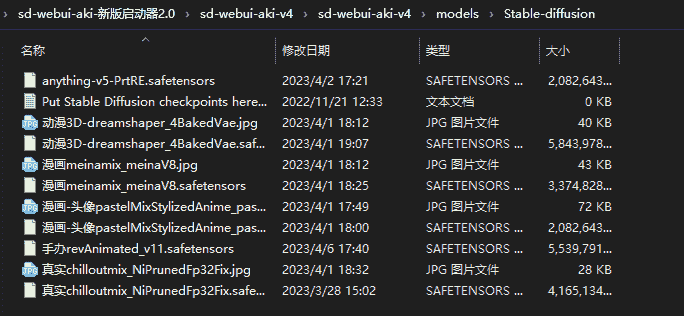 sd-webui-aki-新版启动器2.0 > sd-webui-aki-v4 > sd-webui-aki-v4 > models > Stable-diffusion
名称 修改日期 类型 大小
anything-v5-PrtRE.safetensors 2023/4/2 17:21 SAFETENSORS ... 2,082,643...
Put Stable Diffusion checkpoints here... 2022/11/21 12:33 文本文档 0 KB
动漫3D-dreamshaper_4BakedVae.jpg 2023/4/1 18:12 JPG 图片文件 40 KB
动漫3D-dreamshaper_4BakedVae.saf... 2023/4/1 19:07 SAFETENSORS ... 5,843,978...
漫画meinamix_meinaV8.jpg 2023/4/1 18:12 JPG 图片文件 43 KB
漫画meinamix_meinaV8.safetensors 2023/4/1 18:25 SAFETENSORS ... 3,374,828...
漫画-头像pastelMixStylizedAnime_pas... 2023/4/1 17:49 JPG 图片文件 72 KB
漫画-头像pastelMixStylizedAnime_pas... 2023/4/1 18:00 SAFETENSORS ... 2,082,643...
手办revAnimated_v11.safetensors 2023/4/6 17:40 SAFETENSORS ... 5,539,791...
真实chilloutmix_NiPrunedFp32Fix.jpg 2023/4/1 18:32 JPG 图片文件 28 KB
真实chilloutmix_NiPrunedFp32Fix.safe... 2023/3/28 15:02 SAFETENSORS ... 4,165,134...